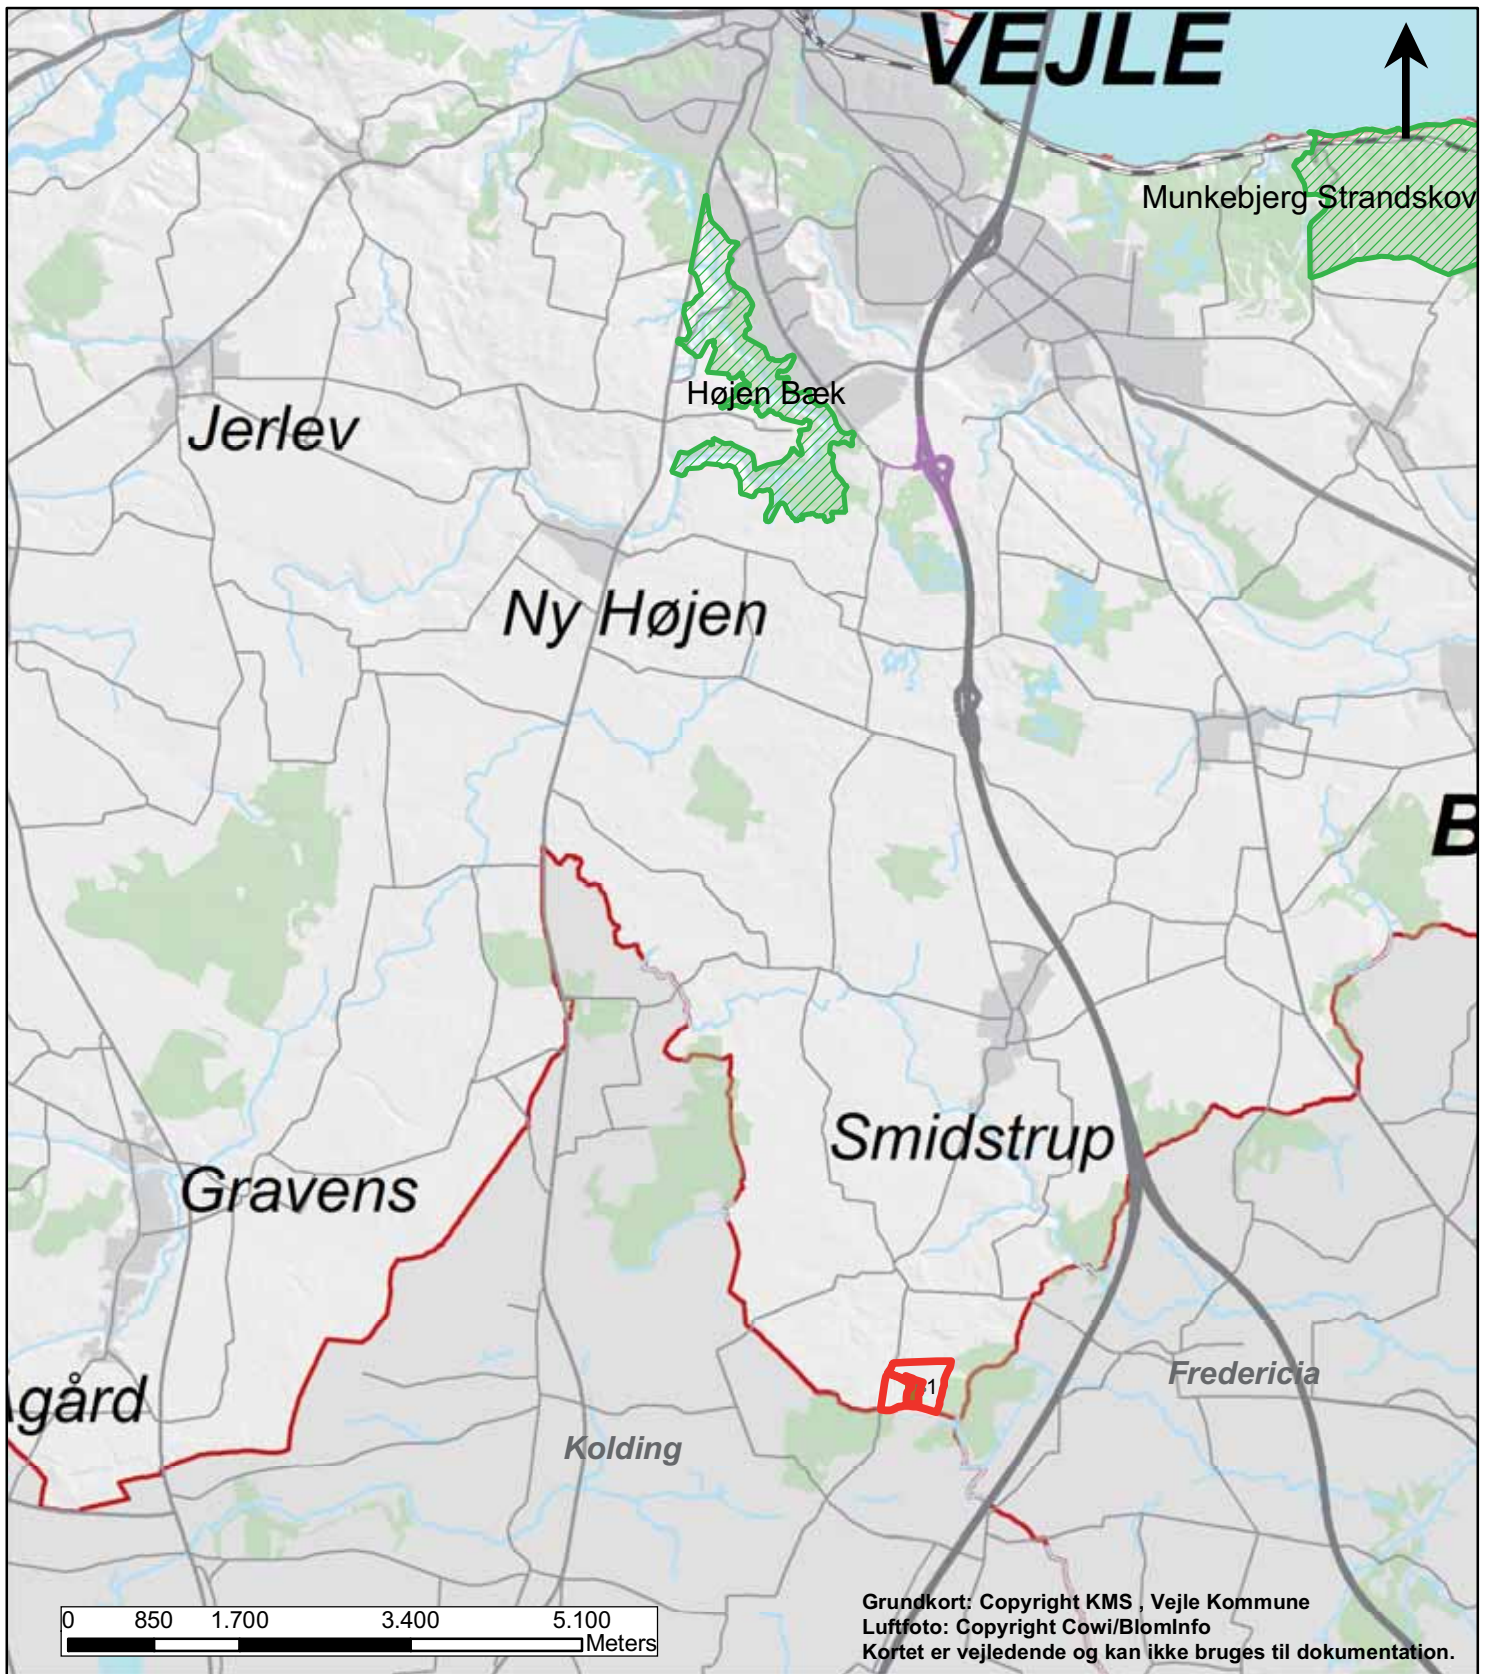 VEJLE
Munkebjerg Strandskov
Højen Bæk
Jerlev
Ny Højen
B
Smidstrup
Gravens
Fredericia
1
gård
Kolding
0 850 1.700 3.400 5.100
Meters
Grundkort: Copyright KMS , Vejle Kommune
Luftfoto: Copyright Cowi/BlomInfo
Kortet er vejledende og kan ikke bruges til dokumentation.